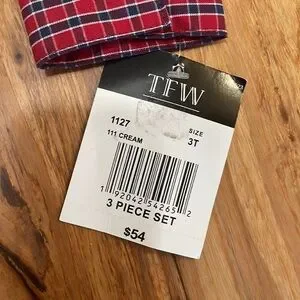 TFW
1127
SIZE
111 CREAM
3T
1 92042 54265 2
3 PIECE SET
$54